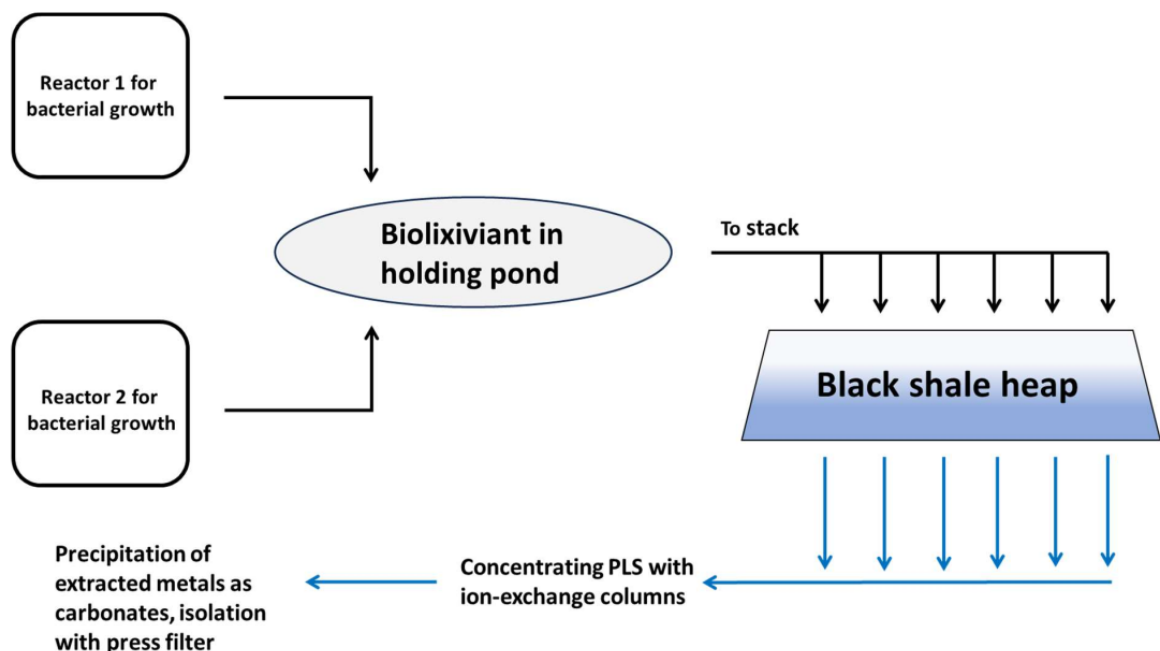 Reactor 1 for
bacterial growth
Biolixiviant in
holding pond
To stack
Black shale heap
Reactor 2 for
bacterial growth
Precipitation of
extracted metals as
carbonates, isolation
with press filter
Concentrating PLS with
ion-exchange columns